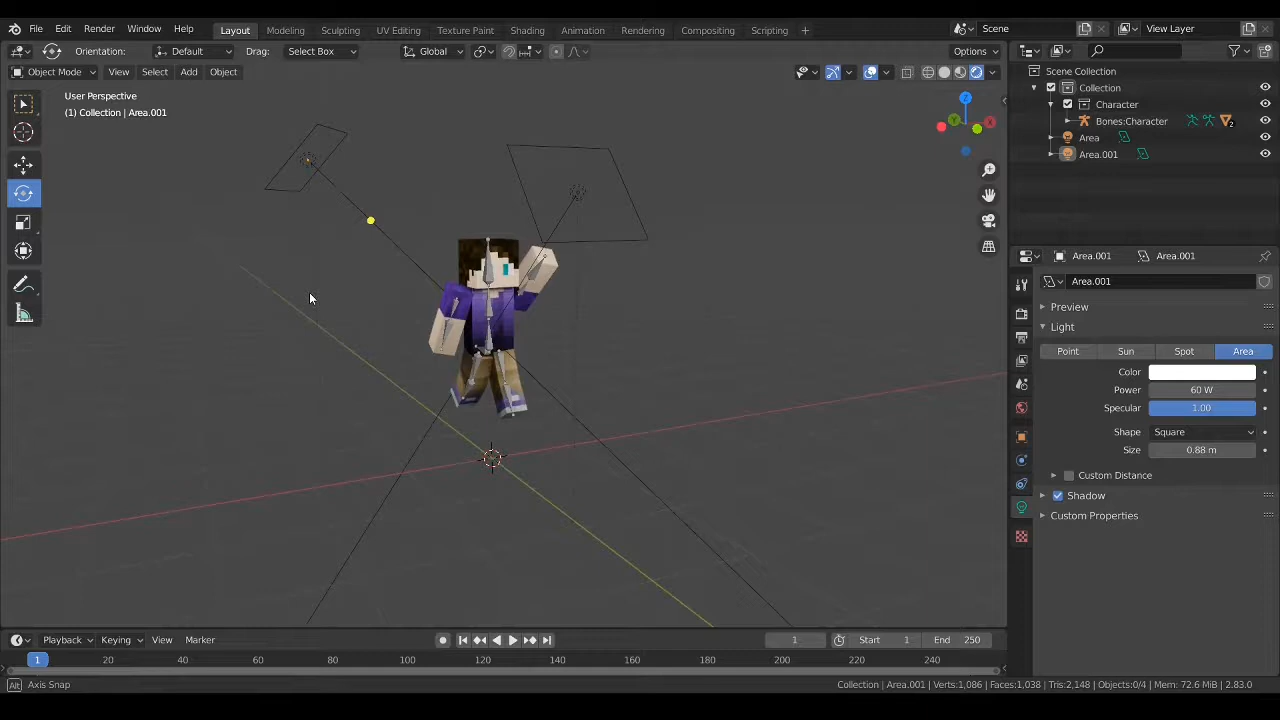 File Edit Render Window Help Layout Modeling Sculpting UV Editing Texture Paint Shading Animation Rendering Compositing Scripting + Scene View Layer
Orientation: Default Drag: Select Box Global Options
Object Mode View Select Add Object
User Perspective
(1) Collection | Area.001
Scene Collection
Collection
Character
Bones:Character 2
Area
Area.001
X
Y
Z
Area.001 Area.001
Area.001
Preview
Light
Point Sun Spot Area
Color
Power 60 W
Specular 1.00
Shape Square
Size 0.88 m
Custom Distance
Shadow
Custom Properties
Playback Keying View Marker 1 Start 1 End 250
1 20 40 60 80 100 120 140 160 180 200 220 240
Alt Axis Snap Collection | Area.001 | Verts:1,086 | Faces:1,038 | Tris:2,148 | Objects:0/4 | Mem: 72.6 MiB | 2.83.0